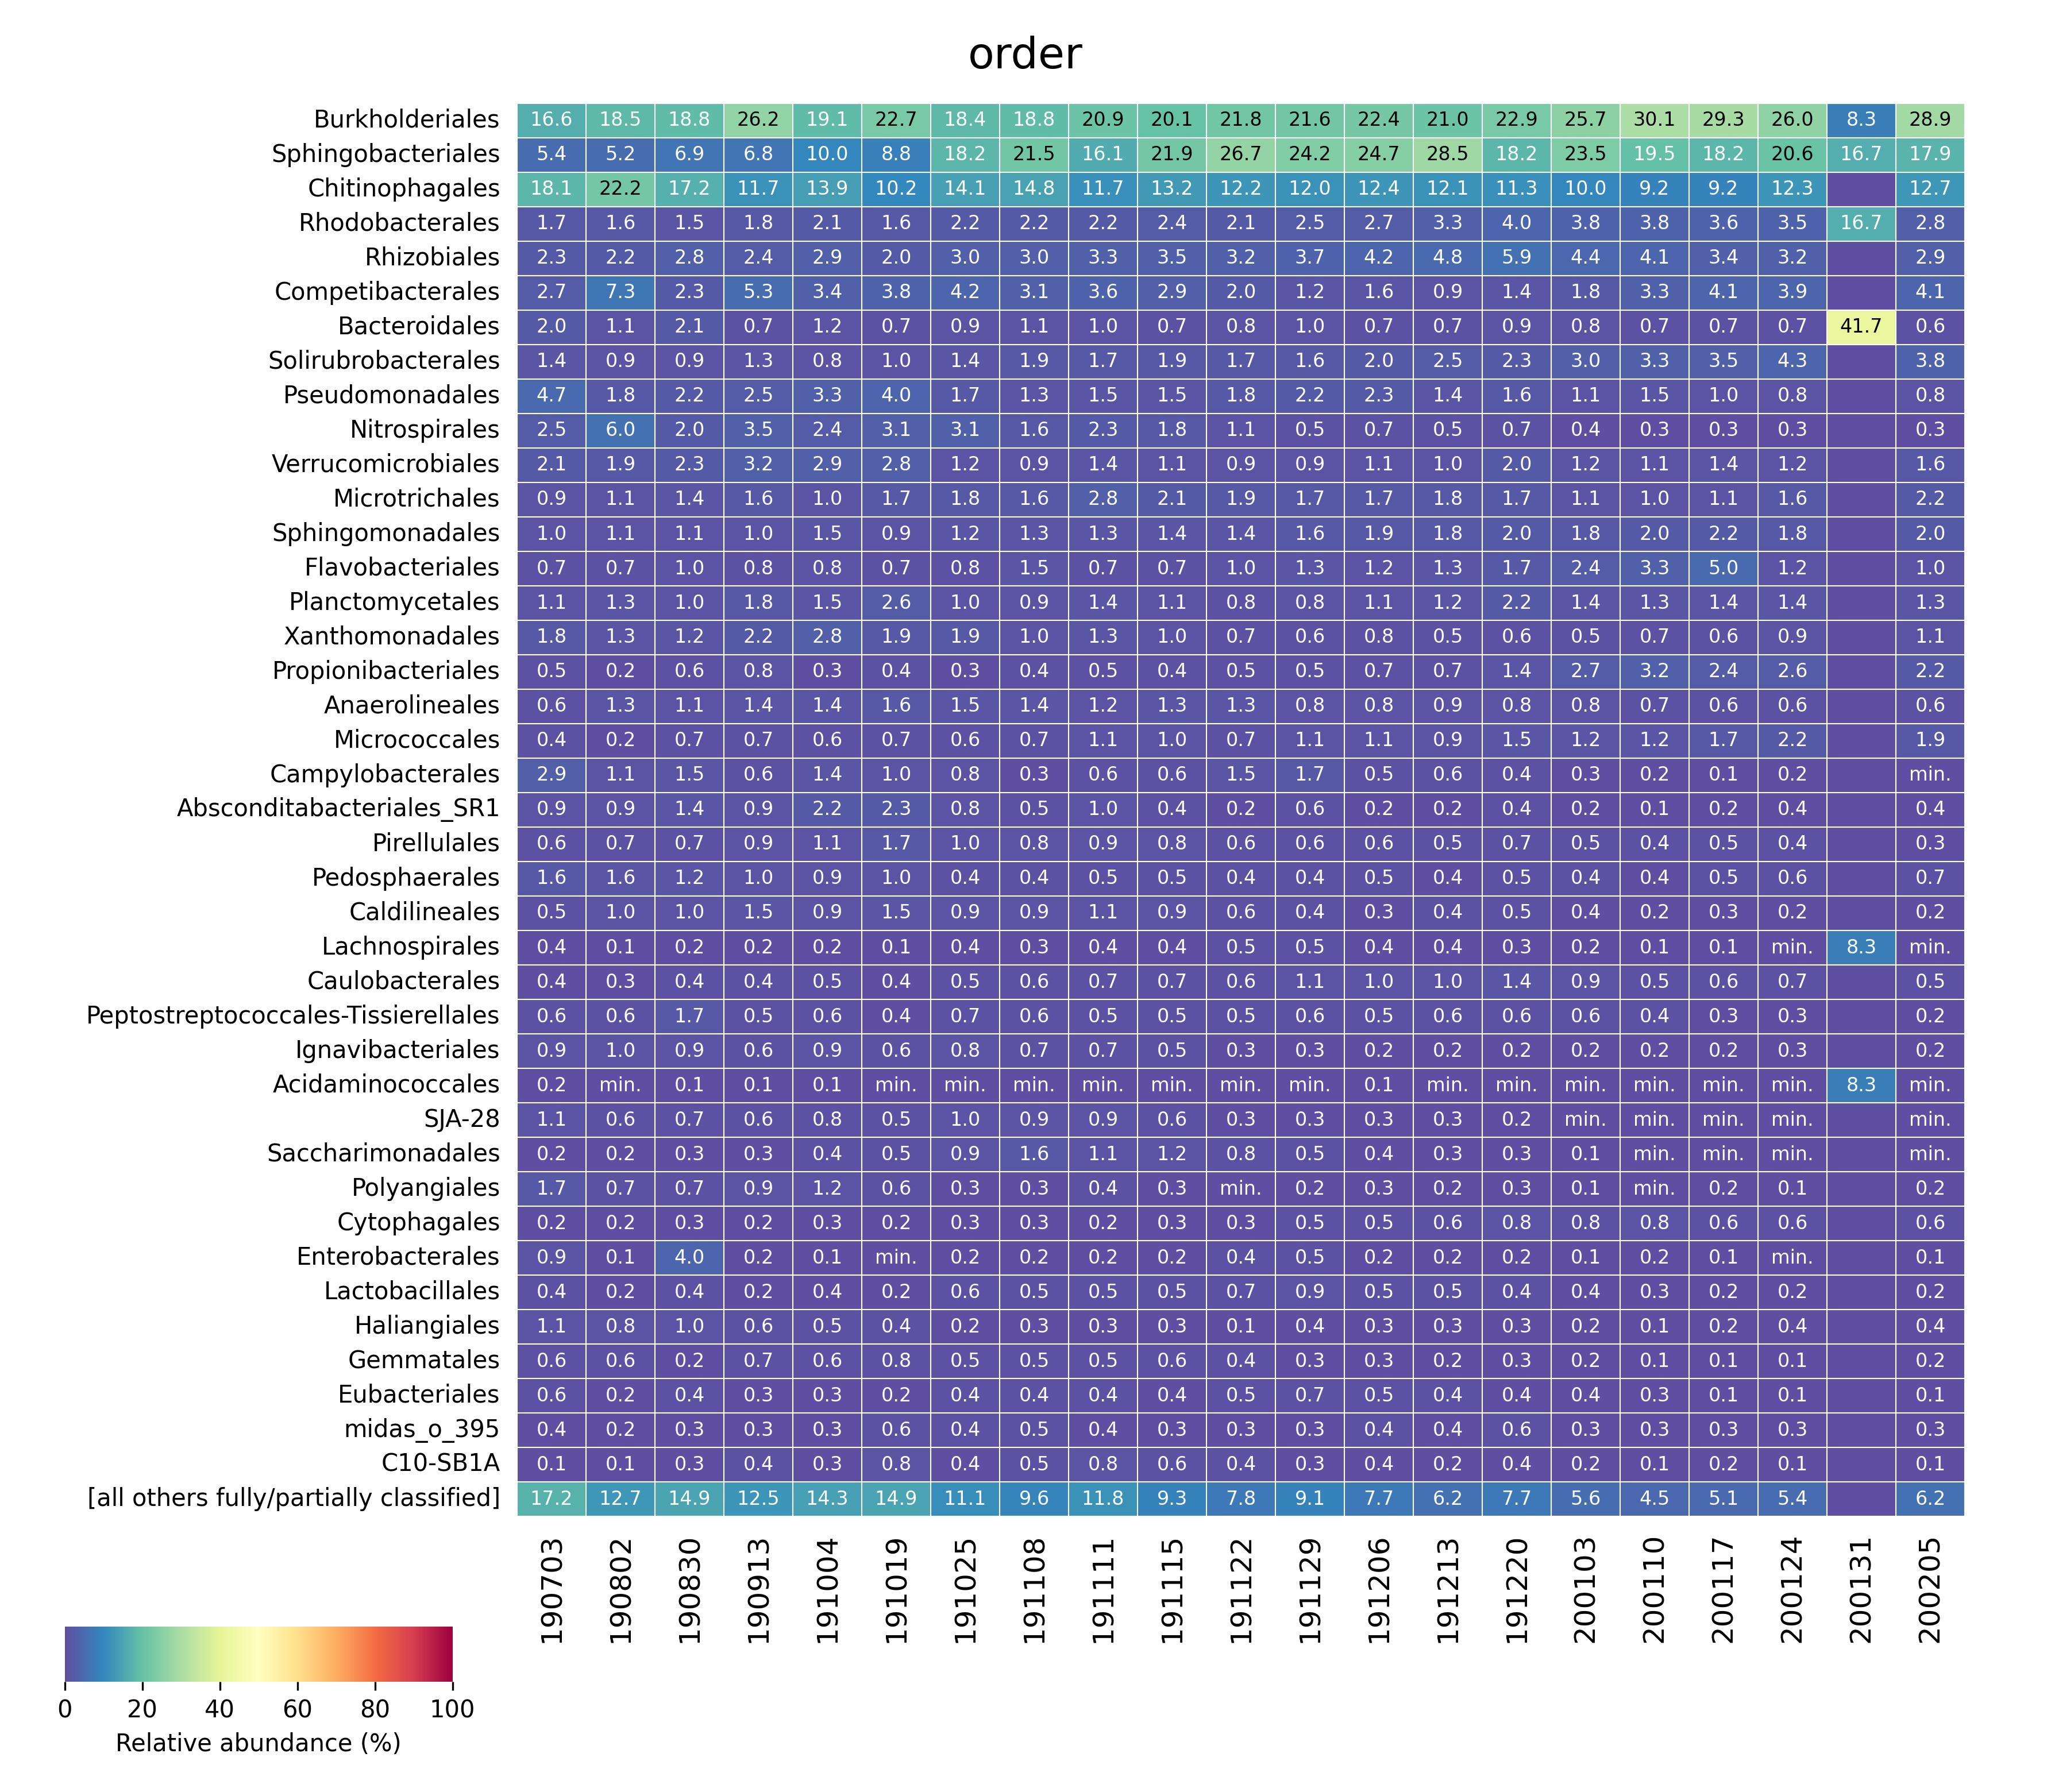 order
Burkholderiales 16.6 18.5 18.8 26.2 19.1 22.7 18.4 18.8 20.9 20.1 21.8 21.6 22.4 21.0 22.9 25.7 30.1 29.3 26.0 8.3 28.9
Sphingobacteriales 5.4 5.2 6.9 6.8 10.0 8.8 18.2 21.5 16.1 21.9 26.7 24.2 24.7 28.5 18.2 23.5 19.5 18.2 20.6 16.7 17.9
Chitinophagales 18.1 22.2 17.2 11.7 13.9 10.2 14.1 14.8 11.7 13.2 12.2 12.0 12.4 12.1 11.3 10.0 9.2 9.2 12.3 12.7
Rhodobacterales 1.7 1.6 1.5 1.8 2.1 1.6 2.2 2.2 2.2 2.4 2.1 2.5 2.7 3.3 4.0 3.8 3.8 3.6 3.5 16.7 2.8
Rhizobiales 2.3 2.2 2.8 2.4 2.9 2.0 3.0 3.0 3.3 3.5 3.2 3.7 4.2 4.8 5.9 4.4 4.1 3.4 3.2 2.9
Competibacterales 2.7 7.3 2.3 5.3 3.4 3.8 4.2 3.1 3.6 2.9 2.0 1.2 1.6 0.9 1.4 1.8 3.3 4.1 3.9 4.1
Bacteroidales 2.0 1.1 2.1 0.7 1.2 0.7 0.9 1.1 1.0 0.7 0.8 1.0 0.7 0.7 0.9 0.8 0.7 0.7 0.7 41.7 0.6
Solirubrobacterales 1.4 0.9 0.9 1.3 0.8 1.0 1.4 1.9 1.7 1.9 1.7 1.6 2.0 2.5 2.3 3.0 3.3 3.5 4.3 3.8
Pseudomonadales 4.7 1.8 2.2 2.5 3.3 4.0 1.7 1.3 1.5 1.5 1.8 2.2 2.3 1.4 1.6 1.1 1.5 1.0 0.8 0.8
Nitrospirales 2.5 6.0 2.0 3.5 2.4 3.1 3.1 1.6 2.3 1.8 1.1 0.5 0.7 0.5 0.7 0.4 0.3 0.3 0.3 0.3
Verrucomicrobiales 2.1 1.9 2.3 3.2 2.9 2.8 1.2 0.9 1.4 1.1 0.9 0.9 1.1 1.0 2.0 1.2 1.1 1.4 1.2 1.6
Microtrichales 0.9 1.1 1.4 1.6 1.0 1.7 1.8 1.6 2.8 2.1 1.9 1.7 1.7 1.8 1.7 1.1 1.0 1.1 1.6 2.2
Sphingomonadales 1.0 1.1 1.1 1.0 1.5 0.9 1.2 1.3 1.3 1.4 1.4 1.6 1.9 1.8 2.0 1.8 2.0 2.2 1.8 2.0
Flavobacteriales 0.7 0.7 1.0 0.8 0.8 0.7 0.8 1.5 0.7 0.7 1.0 1.3 1.2 1.3 1.7 2.4 3.3 5.0 1.2 1.0
Planctomycetales 1.1 1.3 1.0 1.8 1.5 2.6 1.0 0.9 1.4 1.1 0.8 0.8 1.1 1.2 2.2 1.4 1.3 1.4 1.4 1.3
Xanthomonadales 1.8 1.3 1.2 2.2 2.8 1.9 1.9 1.0 1.3 1.0 0.7 0.6 0.8 0.5 0.6 0.5 0.7 0.6 0.9 1.1
Propionibacteriales 0.5 0.2 0.6 0.8 0.3 0.4 0.3 0.4 0.5 0.4 0.5 0.5 0.7 0.7 1.4 2.7 3.2 2.4 2.6 2.2
Anaerolineales 0.6 1.3 1.1 1.4 1.4 1.6 1.5 1.4 1.2 1.3 1.3 0.8 0.8 0.9 0.8 0.8 0.7 0.6 0.6 0.6
Micrococcales 0.4 0.2 0.7 0.7 0.6 0.7 0.6 0.7 1.1 1.0 0.7 1.1 1.1 0.9 1.5 1.2 1.2 1.7 2.2 1.9
Campylobacterales 2.9 1.1 1.5 0.6 1.4 1.0 0.8 0.3 0.6 0.6 1.5 1.7 0.5 0.6 0.4 0.3 0.2 0.1 0.2 min.
Absconditabacteriales_SR1 0.9 0.9 1.4 0.9 2.2 2.3 0.8 0.5 1.0 0.4 0.2 0.6 0.2 0.2 0.4 0.2 0.1 0.2 0.4 0.4
Pirellulales 0.6 0.7 0.7 0.9 1.1 1.7 1.0 0.8 0.9 0.8 0.6 0.6 0.6 0.5 0.7 0.5 0.4 0.5 0.4 0.3
Pedosphaerales 1.6 1.6 1.2 1.0 0.9 1.0 0.4 0.4 0.5 0.5 0.4 0.4 0.5 0.4 0.5 0.4 0.4 0.5 0.6 0.7
Caldilineales 0.5 1.0 1.0 1.5 0.9 1.5 0.9 0.9 1.1 0.9 0.6 0.4 0.3 0.4 0.5 0.4 0.2 0.3 0.2 0.2
Lachnospirales 0.4 0.1 0.2 0.2 0.2 0.1 0.4 0.3 0.4 0.4 0.5 0.5 0.4 0.4 0.3 0.2 0.1 0.1 min. 8.3 min.
Caulobacterales 0.4 0.3 0.4 0.4 0.5 0.4 0.5 0.6 0.7 0.7 0.6 1.1 1.0 1.0 1.4 0.9 0.5 0.6 0.7 0.5
Peptostreptococcales-Tissierellales 0.6 0.6 1.7 0.5 0.6 0.4 0.7 0.6 0.5 0.5 0.5 0.6 0.5 0.6 0.6 0.6 0.4 0.3 0.3 0.2
Ignavibacteriales 0.9 1.0 0.9 0.6 0.9 0.6 0.8 0.7 0.7 0.5 0.3 0.3 0.2 0.2 0.2 0.2 0.2 0.2 0.3 0.2
Acidaminococcales 0.2 min. 0.1 0.1 0.1 min. min. min. min. min. min. min. 0.1 min. min. min. min. min. min. 8.3 min.
SJA-28 1.1 0.6 0.7 0.6 0.8 0.5 1.0 0.9 0.9 0.6 0.3 0.3 0.3 0.3 0.2 min. min. min. min. min.
Saccharimonadales 0.2 0.2 0.3 0.3 0.4 0.5 0.9 1.6 1.1 1.2 0.8 0.5 0.4 0.3 0.3 0.1 min. min. min. min.
Polyangiales 1.7 0.7 0.7 0.9 1.2 0.6 0.3 0.3 0.4 0.3 min. 0.2 0.3 0.2 0.3 0.1 min. 0.2 0.1 0.2
Cytophagales 0.2 0.2 0.3 0.2 0.3 0.2 0.3 0.3 0.2 0.3 0.3 0.5 0.5 0.6 0.8 0.8 0.8 0.6 0.6 0.6
Enterobacterales 0.9 0.1 4.0 0.2 0.1 min. 0.2 0.2 0.2 0.2 0.4 0.5 0.2 0.2 0.2 0.1 0.2 0.1 min. 0.1
Lactobacillales 0.4 0.2 0.4 0.2 0.4 0.2 0.6 0.5 0.5 0.5 0.7 0.9 0.5 0.5 0.4 0.4 0.3 0.2 0.2 0.2
Haliangiales 1.1 0.8 1.0 0.6 0.5 0.4 0.2 0.3 0.3 0.3 0.1 0.4 0.3 0.3 0.3 0.2 0.1 0.2 0.4 0.4
Gemmatales 0.6 0.6 0.2 0.7 0.6 0.8 0.5 0.5 0.5 0.6 0.4 0.3 0.3 0.2 0.3 0.2 0.1 0.1 0.1 0.2
Eubacteriales 0.6 0.2 0.4 0.3 0.3 0.2 0.4 0.4 0.4 0.4 0.5 0.7 0.5 0.4 0.4 0.4 0.3 0.1 0.1 0.1
midas_o_395 0.4 0.2 0.3 0.3 0.3 0.6 0.4 0.5 0.4 0.3 0.3 0.3 0.4 0.4 0.6 0.3 0.3 0.3 0.3 0.3
C10-SB1A 0.1 0.1 0.3 0.4 0.3 0.8 0.4 0.5 0.8 0.6 0.4 0.3 0.4 0.2 0.4 0.2 0.1 0.2 0.1 0.1
[all others fully/partially classified] 17.2 12.7 14.9 12.5 14.3 14.9 11.1 9.6 11.8 9.3 7.8 9.1 7.7 6.2 7.7 5.6 4.5 5.1 5.4 6.2
190703 190802 190830 190913 191004 191019 191025 191108 191111 191115 191122 191129 191206 191213 191220 200103 200110 200117 200124 200131 200205
0 20 40 60 80 100
Relative abundance (%)